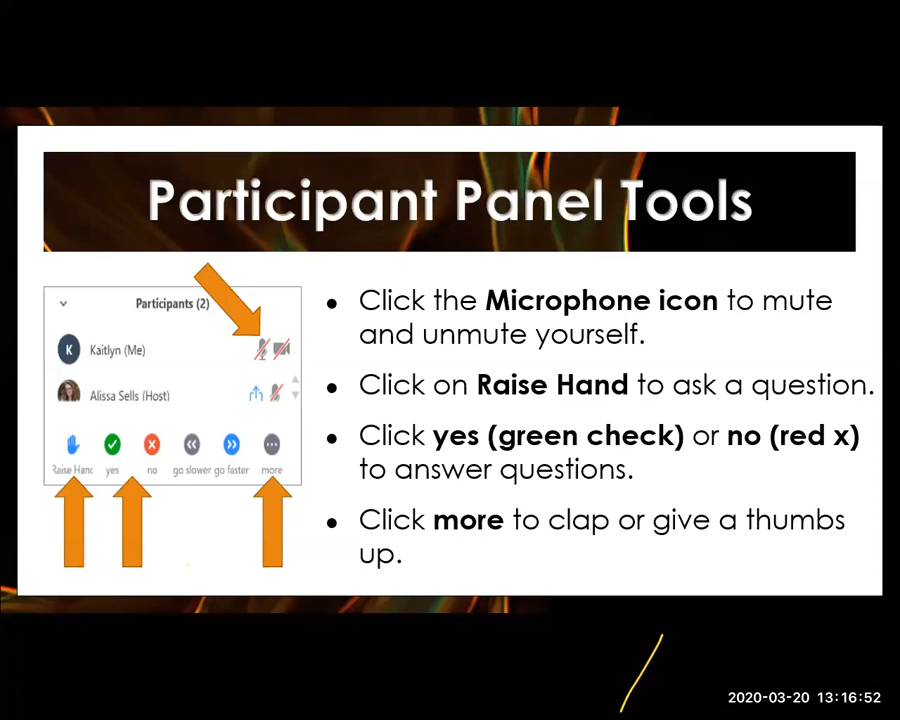 Participant Panel Tools
Participants (2)
K
Kaitlyn (Me)
Alissa Sells (Host)
Raise Hand
yes
no
go slower
go faster
more
• Click the Microphone icon to mute
and unmute yourself.
• Click on Raise Hand to ask a question.
• Click yes (green check) or no (red x)
to answer questions.
• Click more to clap or give a thumbs
up.
2020-03-20 13:16:52